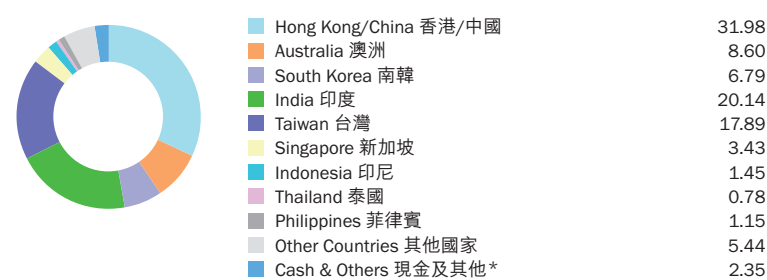 Hong Kong/China 香港/中國 31.98
Australia 澳洲 8.60
South Korea 南韓 6.79
India 印度 20.14
Taiwan 台灣 17.89
Singapore 新加坡 3.43
Indonesia 印尼 1.45
Thailand 泰國 0.78
Philippines 菲律賓 1.15
Other Countries 其他國家 5.44
Cash & Others 現金及其他* 2.35